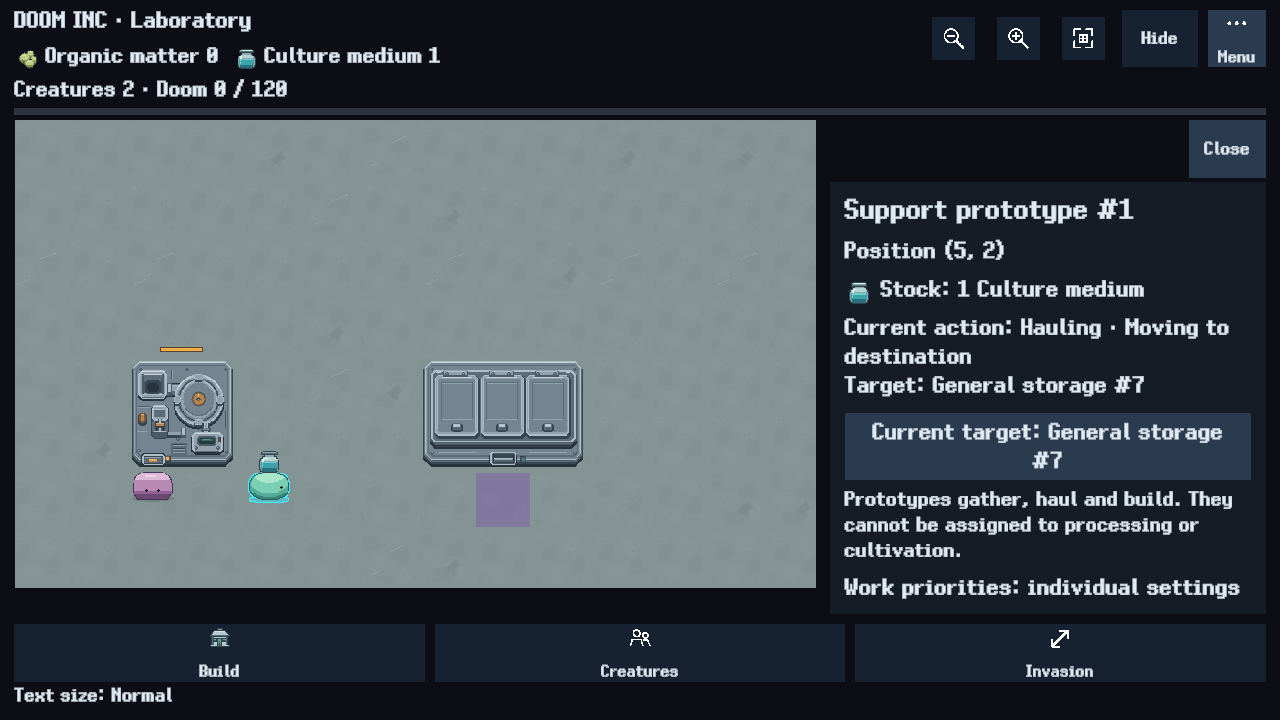 DOOM INC · Laboratory
Organic matter 0 Culture medium 1
Creatures 2 · Doom 0 / 120
Hide
Menu
Close
Support prototype #1
Position (5, 2)
Stock: 1 Culture medium
Current action: Hauling · Moving to
destination
Target: General storage #7
Current target: General storage
#7
Prototypes gather, haul and build. They
cannot be assigned to processing or
cultivation.
Work priorities: individual settings
Build
Creatures
Invasion
Text size: Normal